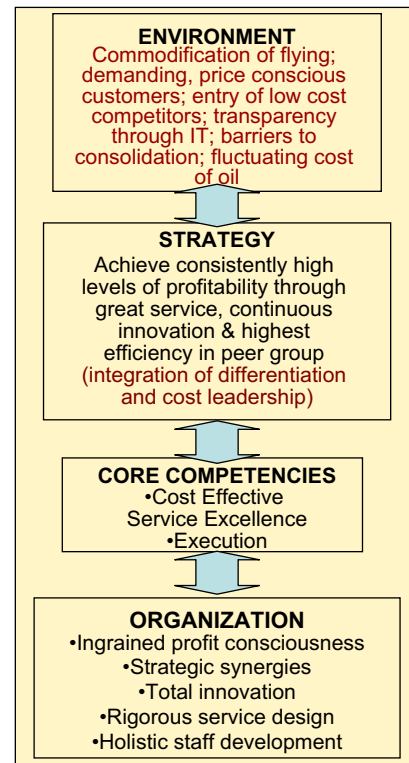 ENVIRONMENT
Commodification of flying;
demanding, price conscious
customers; entry of low cost
competitors; transparency
through IT; barriers to
consolidation; fluctuating cost
of oil
STRATEGY
Achieve consistently high
levels of profitability through
great service, continuous
innovation & highest
efficiency in peer group
(integration of differentiation
and cost leadership)
CORE COMPETENCIES
•Cost Effective
Service Excellence
•Execution
ORGANIZATION
•Ingrained profit consciousness
•Strategic synergies
•Total innovation
•Rigorous service design
•Holistic staff development